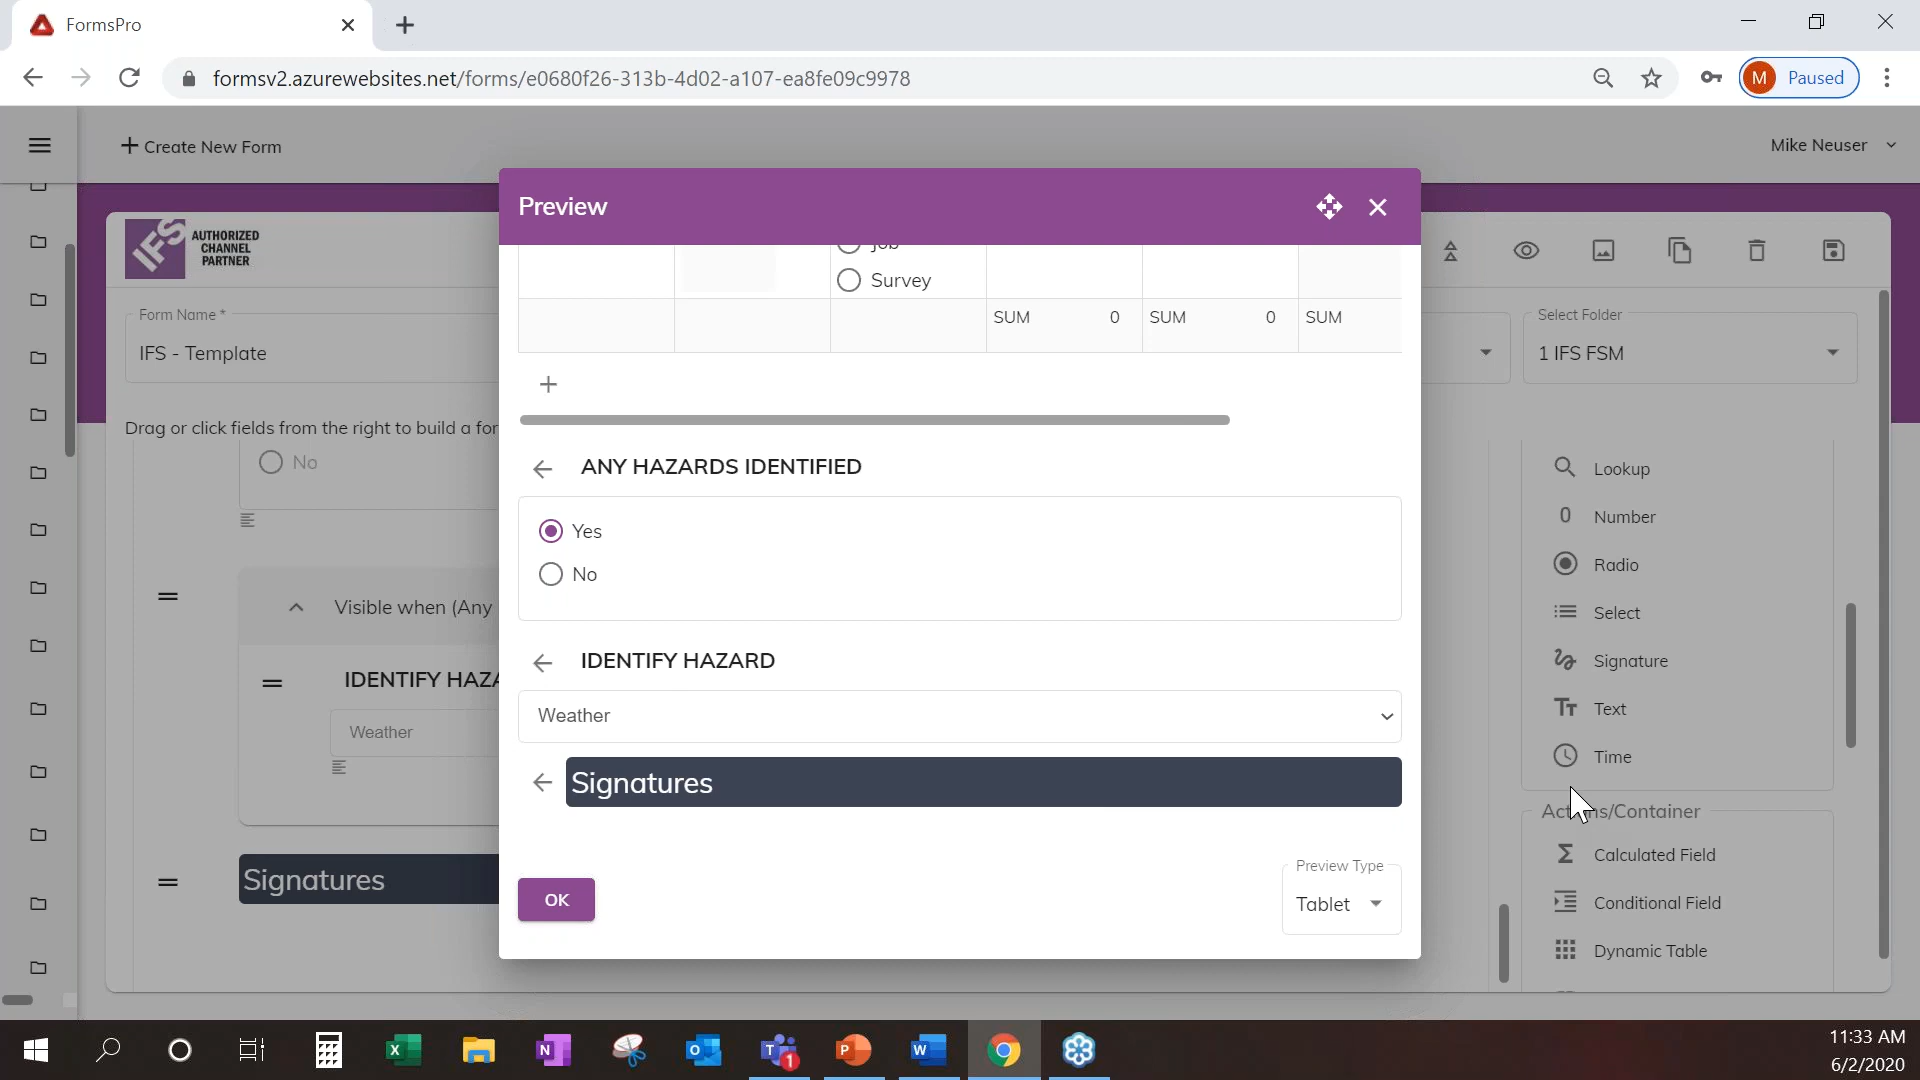 FormsPro
formsv2.azurewebsites.net/forms/e0680f26-313b-4d02-a107-ea8fe09c9978
M Paused
Create New Form
Mike Neuser
IFS AUTHORIZED
CHANNEL
PARTNER
Preview
Form Name *
IFS - Template
Select Folder
1 IFS FSM
Drag or click fields from the right to build a for
No
Visible when (Any
IDENTIFY HAZA
Weather
Signatures
Job
Survey
SUM 0 SUM 0 SUM
ANY HAZARDS IDENTIFIED
Yes
No
IDENTIFY HAZARD
Weather
Signatures
OK
Preview Type
Tablet
Lookup
0 Number
Radio
Select
Signature
Text
Time
Actions/Container
Calculated Field
Conditional Field
Dynamic Table
11:33 AM
6/2/2020